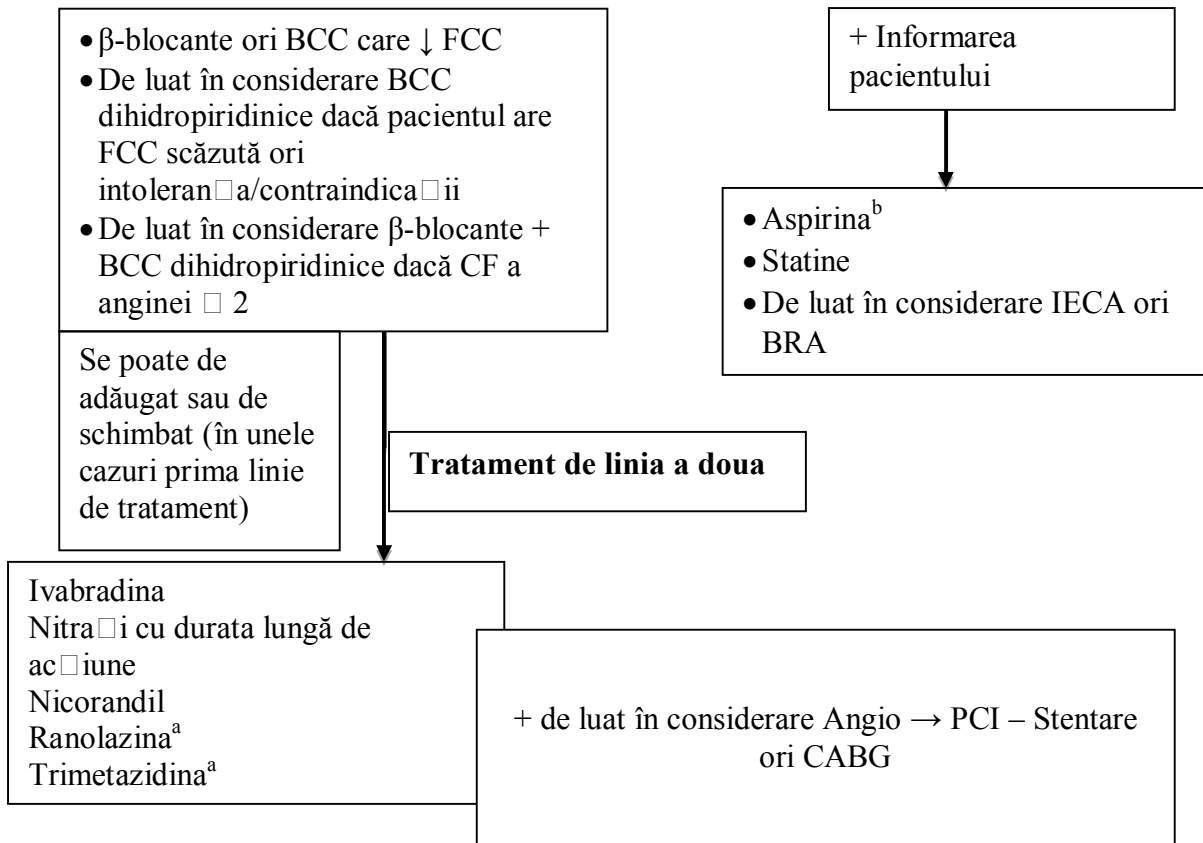 • β-blocante ori BCC care ↓ FCC
• De luat în considerare BCC
dihidropiridinice dacă pacientul are
FCC scăzută ori
intoleran□a/contraindica□ii
• De luat în considerare β-blocante +
BCC dihidropiridinice dacă CF a
anginei □ 2
+ Informarea
pacientului
• Aspirina^b
• Statine
• De luat în considerare IECA ori
BRA
Se poate de
adăugat sau de
schimbat (în unele
cazuri prima linie
de tratament)
Tratament de linia a doua
Ivabradina
Nitra□i cu durata lungă de
ac□iune
Nicorandil
Ranolazina^a
Trimetazidina^a
+ de luat în considerare Angio → PCI – Stentare
ori CABG